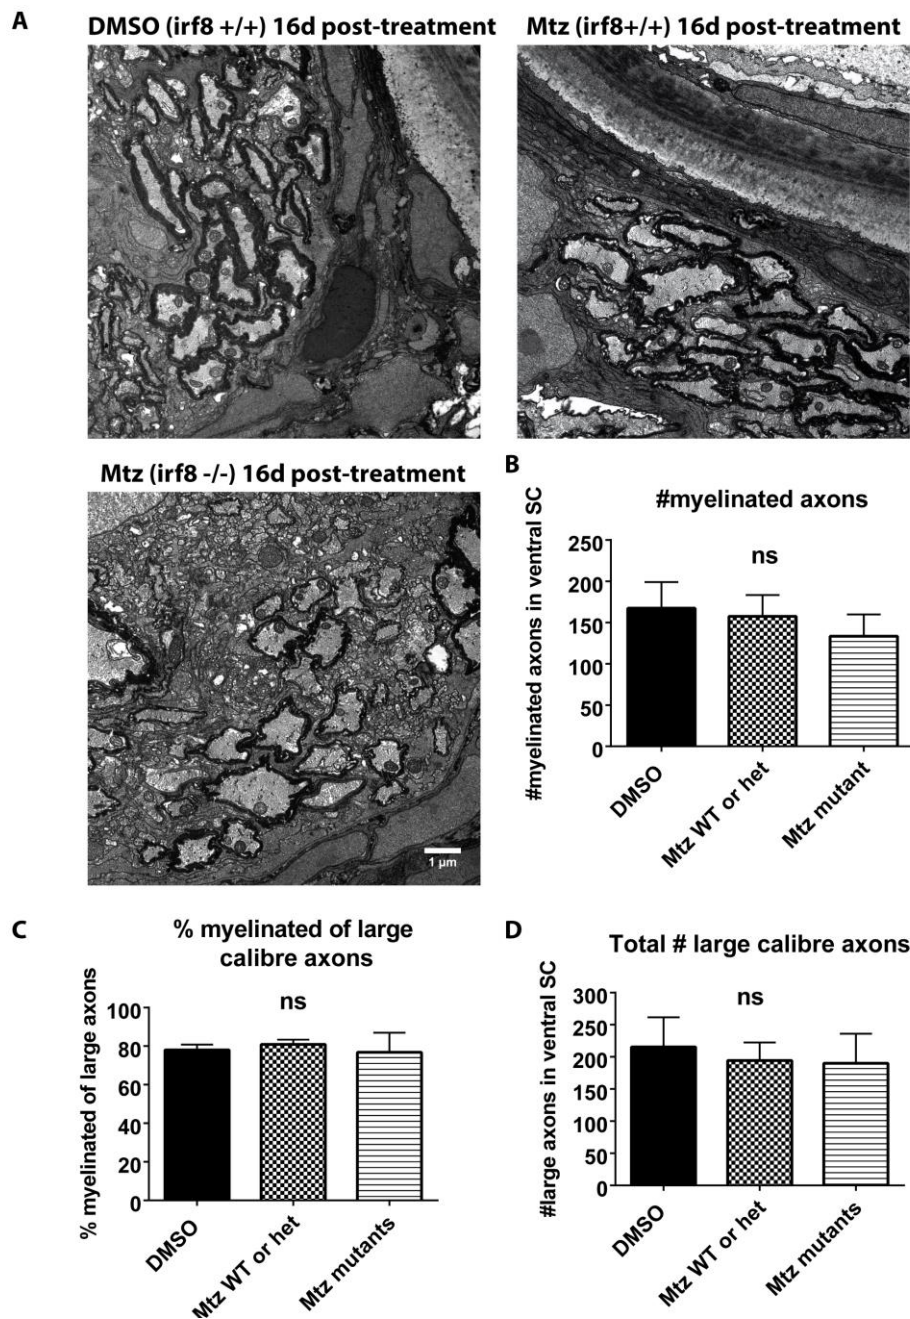 A
DMSO (irf8 +/+) 16d post-treatment
Mtz (irf8+/+) 16d post-treatment
Mtz (irf8 -/-) 16d post-treatment
1 µm
B
#myelinated axons
#myelinated axons in ventral SC
250
200
150
100
50
0
ns
DMSO
Mtz WT or het
Mtz mutant
C
% myelinated of large
calibre axons
% myelinated of large axons
100
80
60
40
20
0
ns
DMSO
Mtz WT or het
Mtz mutants
D
Total # large calibre axons
#large axons in ventral SC
300
250
200
150
100
50
0
ns
DMSO
Mtz WT or het
Mtz mutants